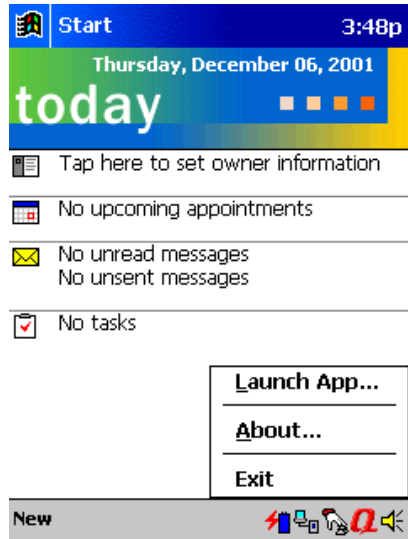 Start 3:48p
Thursday, December 06, 2001
today
Tap here to set owner information
No upcoming appointments
No unread messages
No unsent messages
No tasks
Launch App...
About...
Exit
New